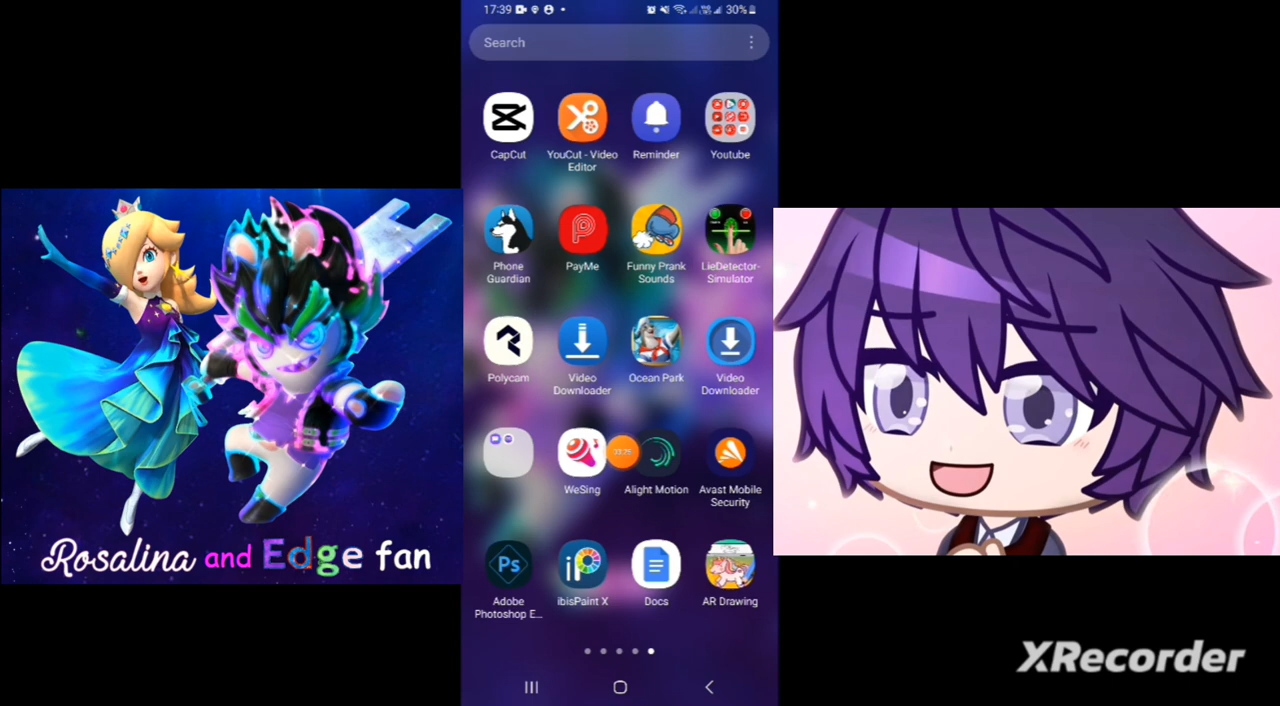 17:39
30%
Search
CapCut
YouCut - Video
Editor
Reminder
Youtube
Phone
Guardian
PayMe
Funny Prank
Sounds
LieDetector-
Simulator
Polycam
Video
Downloader
Ocean Park
Video
Downloader
WeSing
Alight Motion
Avast Mobile
Security
Ps
Adobe
Photoshop E...
iP
ibisPaint X
Docs
AR Drawing
Rosalina and Edge fan
XRecorder